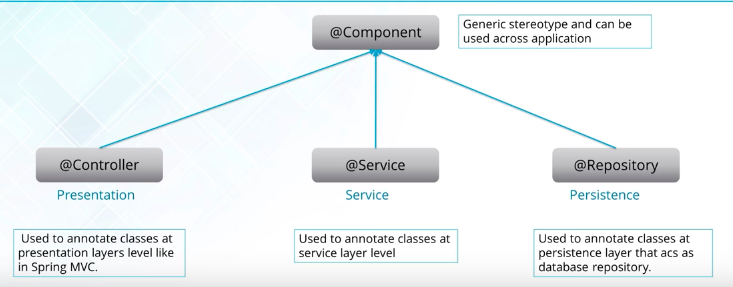 @Component
Generic stereotype and can be
used across application
@Controller
@Service
@Repository
Presentation
Service
Persistence
Used to annotate classes at
presentation layers level like
in Spring MVC.
Used to annotate classes at
service layer level
Used to annotate classes at
persistence layer that acs as
database repository.